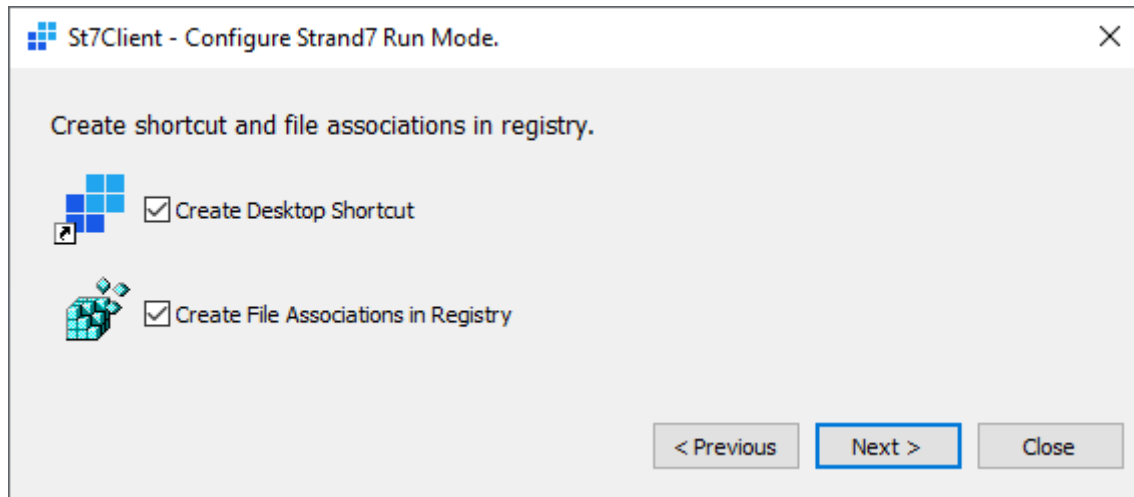 St7Client - Configure Strand7 Run Mode.
Create shortcut and file associations in registry.
Create Desktop Shortcut
Create File Associations in Registry
< Previous Next > Close